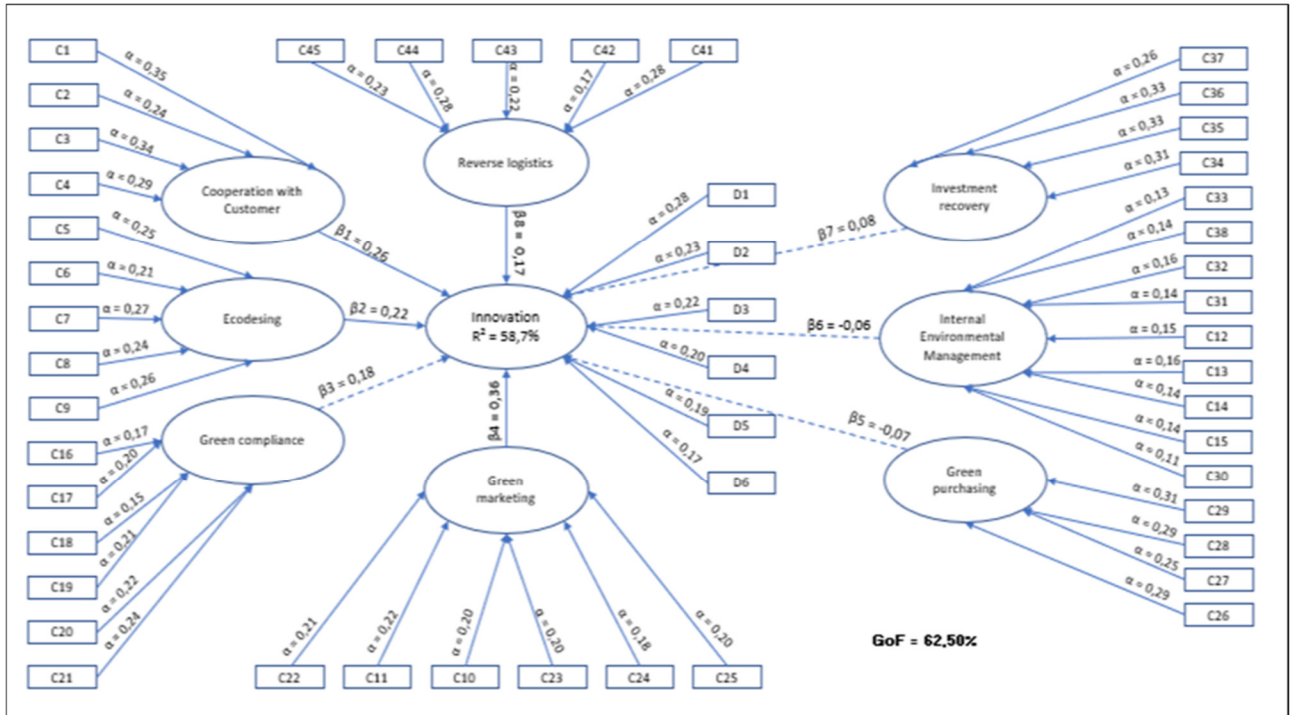 C1
α = 0,35
C2
α = 0,24
C3
α = 0,34
C4
α = 0,29
Cooperation with
Customer
β1 = 0,26
C5
α = 0,25
C6
α = 0,21
C7
α = 0,27
C8
α = 0,24
C9
α = 0,26
Ecodesing
β2 = 0,22
C16
α = 0,17
C17
α = 0,20
C18
α = 0,15
C19
α = 0,21
C20
α = 0,22
C21
α = 0,24
Green compliance
β3 = 0,18
C45
α = 0,23
C44
α = 0,28
C43
α = 0,22
C42
α = 0,17
C41
α = 0,28
Reverse logistics
β8 = 0,17
Innovation
R² = 58,7%
D1
α = 0,28
D2
α = 0,23
D3
α = 0,22
D4
α = 0,20
D5
α = 0,19
D6
α = 0,17
β4 = 0,36
Green
marketing
α = 0,21
C22
α = 0,22
C11
α = 0,20
C10
α = 0,20
C23
α = 0,18
C24
α = 0,20
C25
C37
α = 0,26
C36
α = 0,33
C35
α = 0,33
C34
α = 0,31
Investment
recovery
β7 = 0,08
C33
α = 0,13
C38
α = 0,14
C32
α = 0,16
C31
α = 0,14
C12
α = 0,15
C13
α = 0,16
C14
α = 0,14
C15
α = 0,14
C30
α = 0,11
Internal
Environmental
Management
β6 = -0,06
C29
α = 0,31
C28
α = 0,29
C27
α = 0,25
C26
α = 0,29
Green
purchasing
β5 = -0,07
GoF = 62,50%